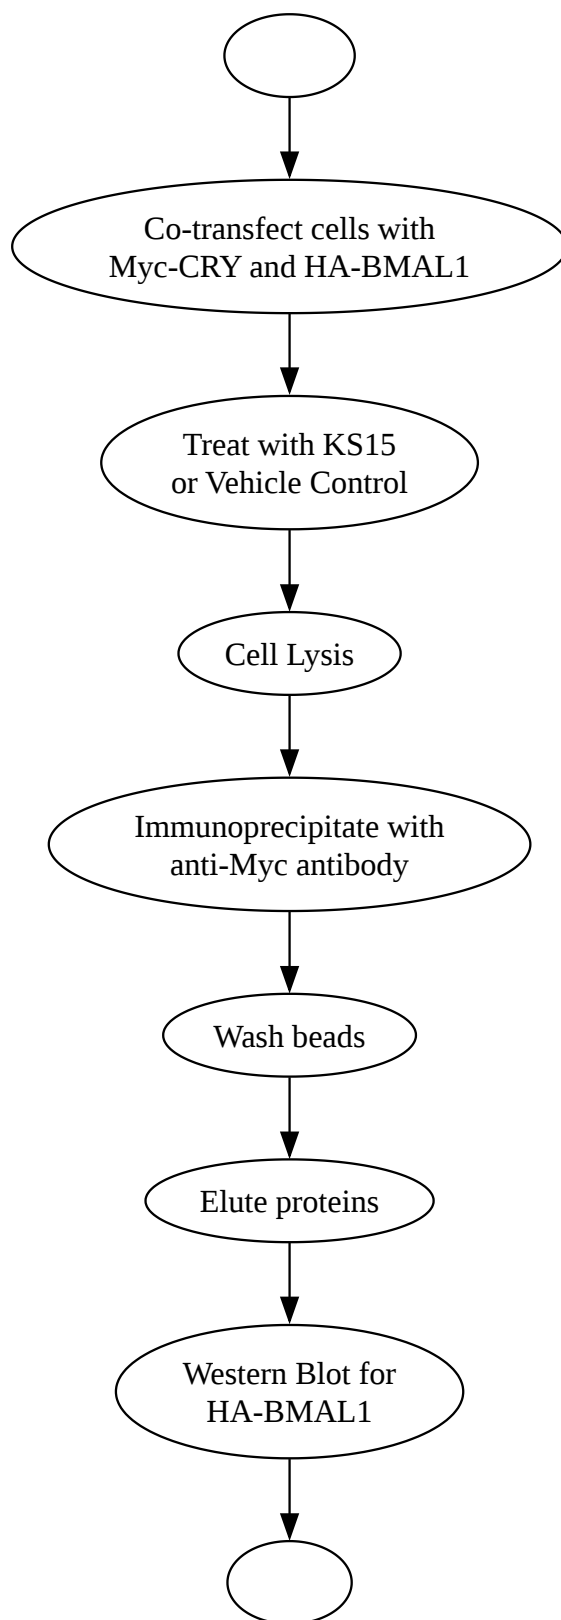 Co-transfect cells with
Myc-CRY and HA-BMAL1
Treat with KS15
or Vehicle Control
Cell Lysis
Immunoprecipitate with
anti-Myc antibody
Wash beads
Elute proteins
Western Blot for
HA-BMAL1